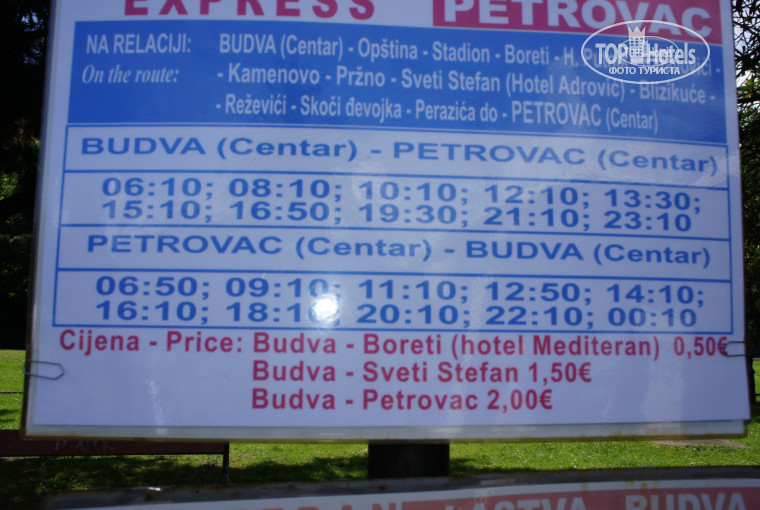 EXPRESS PETROVAC
NA RELACIJI: BUDVA (Centar) - Opština - Stadion - Boreti - H.
On the route: - Kamenovo - Pržno - Sveti Stefan (Hotel Adrović) - Blizikuće -
- Reževići - Skoči đevojka - Perazića do - PETROVAC (Centar)
BUDVA (Centar) - PETROVAC (Centar)
06:10; 08:10; 10:10; 12:10; 13:30;
15:10; 16:50; 19:30; 21:10; 23:10
PETROVAC (Centar) - BUDVA (Centar)
06:50; 09:10; 11:10; 12:50; 14:10;
16:10; 18:10; 20:10; 22:10; 00:10
Cijena - Price: Budva - Boreti (hotel Mediteran) 0,50€
Budva - Sveti Stefan 1,50€
Budva - Petrovac 2,00€
BUDVA
TOP Hotels
ФОТО ТУРИСТА